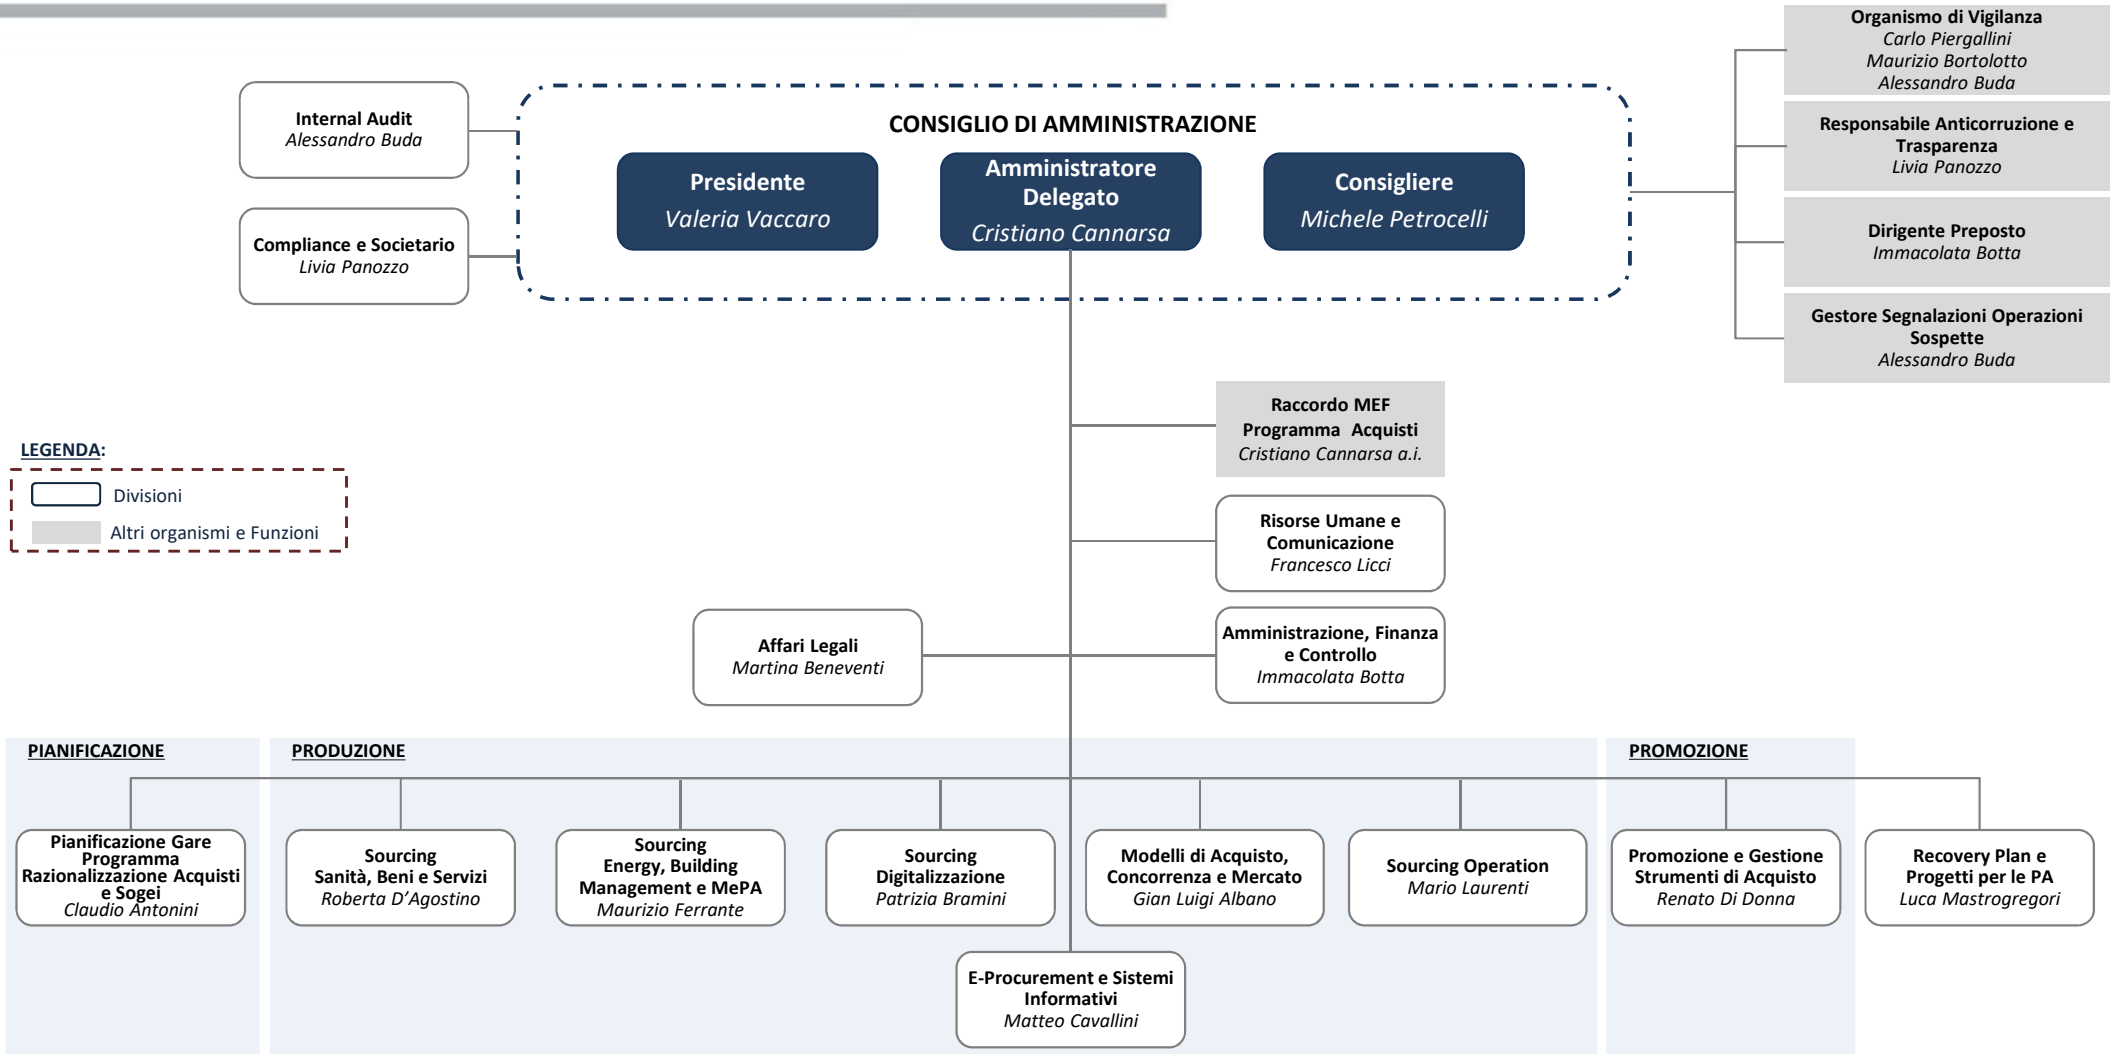 Organismo di Vigilanza
Carlo Piergallini
Maurizio Bortolotto
Alessandro Buda
Internal Audit
Alessandro Buda
CONSIGLIO DI AMMINISTRAZIONE
Presidente
Valeria Vaccaro
Amministratore
Delegato
Cristiano Cannarsa
Consigliere
Michele Petrocelli
Responsabile Anticorruzione e
Trasparenza
Livia Panozzo
Compliance e Societario
Livia Panozzo
Dirigente Preposto
Immacolata Botta
Gestore Segnalazioni Operazioni
Sospette
Alessandro Buda
Raccordo MEF
Programma Acquisti
Cristiano Cannarsa a.i.
LEGENDA:
Divisioni
Altri organismi e Funzioni
Risorse Umane e
Comunicazione
Francesco Licci
Affari Legali
Martina Beneventi
Amministrazione, Finanza
e Controllo
Immacolata Botta
PIANIFICAZIONE
PRODUZIONE
PROMOZIONE
Pianificazione Gare
Programma
Razionalizzazione Acquisti
e Sogei
Claudio Antonini
Sourcing
Sanità, Beni e Servizi
Roberta D’Agostino
Sourcing
Energy, Building
Management e MePA
Maurizio Ferrante
Sourcing
Digitalizzazione
Patrizia Bramini
Modelli di Acquisto,
Concorrenza e Mercato
Gian Luigi Albano
Sourcing Operation
Mario Laurenti
Promozione e Gestione
Strumenti di Acquisto
Renato Di Donna
Recovery Plan e
Progetti per le PA
Luca Mastrogregori
E-Procurement e Sistemi
Informativi
Matteo Cavallini